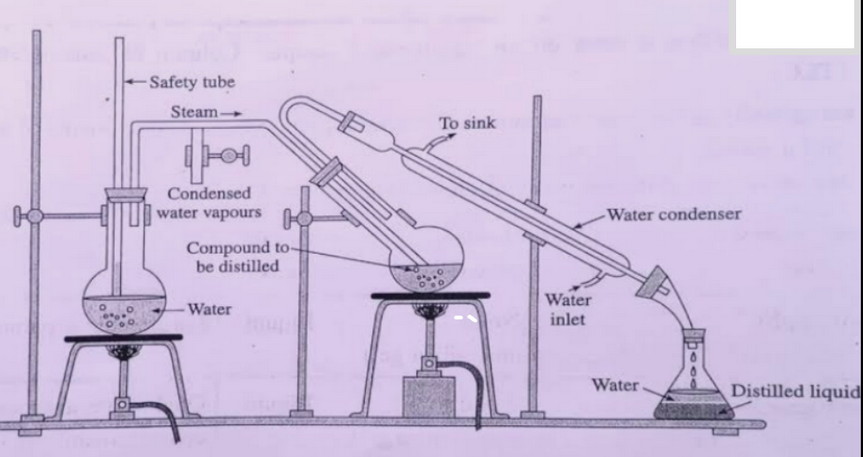 Safety tube
Steam
To sink
Condensed
water vapours
Water condenser
Compound to
be distilled
Water
Water
inlet
Water
Distilled liquid